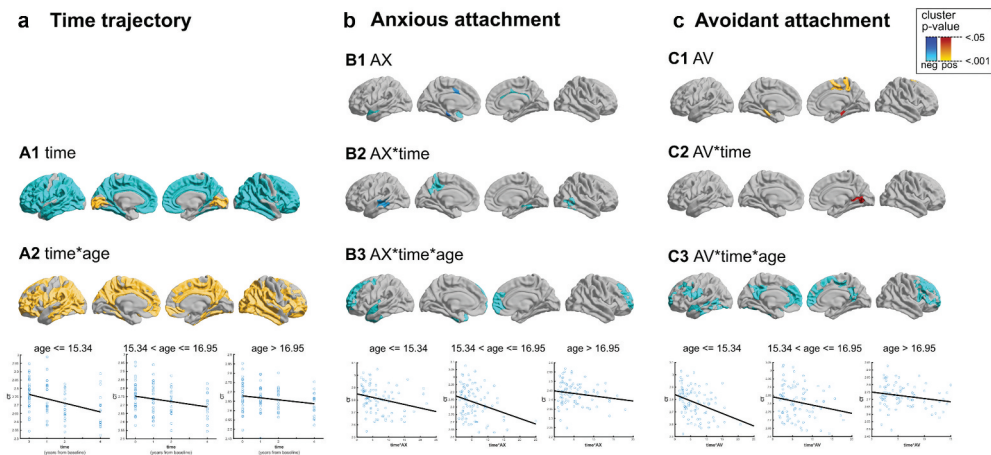 a Time trajectory
b Anxious attachment
c Avoidant attachment
cluster
p-value
<.05
<.001
neg pos
B1 AX
C1 AV
A1 time
B2 AX*time
C2 AV*time
A2 time*age
B3 AX*time*age
C3 AV*time*age
age <= 15.34
15.34 < age <= 16.95
age > 16.95
age <= 15.34
15.34 < age <= 16.95
age > 16.95
age <= 15.34
15.34 < age <= 16.95
age > 16.95
CT
CT
CT
CT
CT
CT
CT
CT
CT
time
(years from baseline)
time
(years from baseline)
time
(years from baseline)
time*AX
time*AX
time*AX
time*AV
time*AV
time*AV